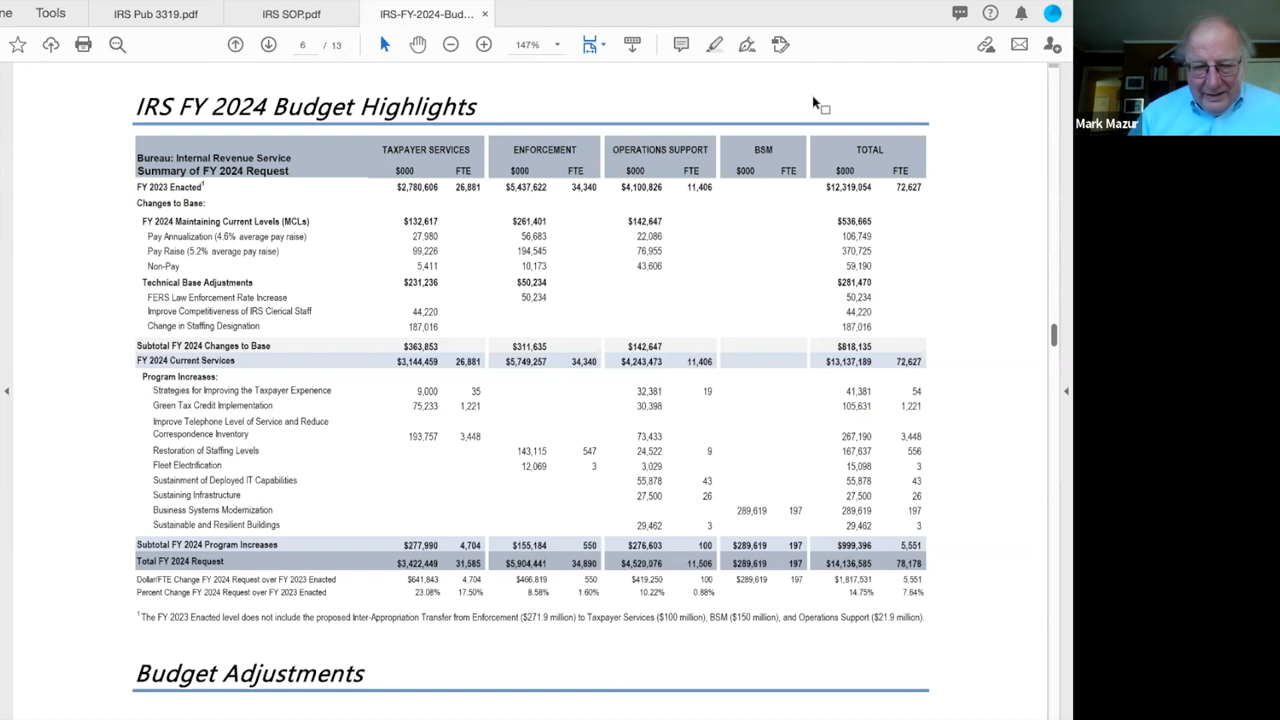 ne Tools IRS Pub 3319.pdf IRS SOP.pdf IRS-FY-2024-Bud... ×
6 / 13 147%
Mark Mazur
IRS FY 2024 Budget Highlights
TAXPAYER SERVICES ENFORCEMENT OPERATIONS SUPPORT BSM TOTAL
Bureau: Internal Revenue Service
Summary of FY 2024 Request $000 FTE $000 FTE $000 FTE $000 FTE $000 FTE
FY 2023 Enacted1 $2,780,606 26,881 $5,437,622 34,340 $4,100,826 11,406 $12,319,054 72,627
Changes to Base:
FY 2024 Maintaining Current Levels (MCLs) $132,617 $261,401 $142,647 $536,665
Pay Annualization (4.6% average pay raise) 27,980 56,683 22,086 106,749
Pay Raise (5.2% average pay raise) 99,226 194,545 76,955 370,725
Non-Pay 5,411 10,173 43,606 59,190
Technical Base Adjustments $231,236 $50,234 $281,470
FERS Law Enforcement Rate Increase 50,234 50,234
Improve Competitiveness of IRS Clerical Staff 44,220 44,220
Change in Staffing Designation 187,016 187,016
Subtotal FY 2024 Changes to Base $363,853 $311,635 $142,647 $818,135
FY 2024 Current Services $3,144,459 26,881 $5,749,257 34,340 $4,243,473 11,406 $13,137,189 72,627
Program Increases:
Strategies for Improving the Taxpayer Experience 9,000 35 32,381 19 41,381 54
Green Tax Credit Implementation 75,233 1,221 30,398 105,631 1,221
Improve Telephone Level of Service and Reduce
Correspondence Inventory 193,757 3,448 73,433 267,190 3,448
Restoration of Staffing Levels 143,115 547 24,522 9 167,637 556
Fleet Electrification 12,069 3 3,029 15,098 3
Sustainment of Deployed IT Capabilities 55,878 43 55,878 43
Sustaining Infrastructure 27,500 26 27,500 26
Business Systems Modernization 289,619 197 289,619 197
Sustainable and Resilient Buildings 29,462 3 29,462 3
Subtotal FY 2024 Program Increases $277,990 4,704 $155,184 550 $276,603 100 $289,619 197 $999,396 5,551
Total FY 2024 Request $3,422,449 31,585 $5,904,441 34,890 $4,520,076 11,506 $289,619 197 $14,136,585 78,178
Dollar/FTE Change FY 2024 Request over FY 2023 Enacted $641,843 4,704 $466,819 550 $419,250 100 $289,619 197 $1,817,531 5,551
Percent Change FY 2024 Request over FY 2023 Enacted 23.08% 17.50% 8.58% 1.60% 10.22% 0.88% 14.75% 7.64%
1The FY 2023 Enacted level does not include the proposed Inter-Appropriation Transfer from Enforcement ($271.9 million) to Taxpayer Services ($100 million), BSM ($150 million), and Operations Support ($21.9 million).
Budget Adjustments